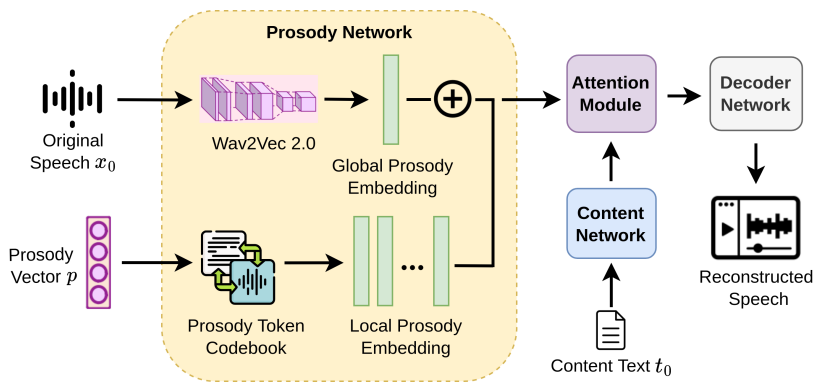 Prosody Network
Original
Speech x₀
Wav2Vec 2.0
Global Prosody
Embedding
Attention
Module
Decoder
Network
Content
Network
Reconstructed
Speech
Prosody
Vector p
Prosody Token
Codebook
...
Local Prosody
Embedding
Content Text t₀